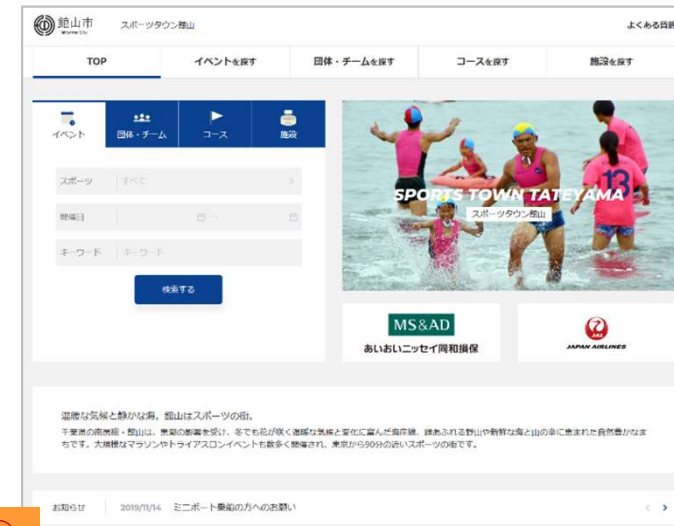 館山市
スポーツタウン館山
よくある質問
TOP
イベントを探す
団体・チームを探す
コースを探す
施設を探す
イベント
団体・チーム
コース
施設
スポーツ
すべて
開催日
キーワード
キーワード
検索する
SPORTS TOWN TATEYAMA
スポーツタウン館山
13
MS&AD
あいおいニッセイ同和損保
JAL
JAPAN AIRLINES
温暖な気候と静かな海。館山はスポーツの街。
千葉県の南房総・館山は、黒潮の影響を受け、冬でも花が咲く温暖な気候と変化に富んだ海岸線、緑あふれる野山や新鮮な海と山の幸に恵まれた自然豊かなま
ちです。大規模なマラソンやトライアスロンイベントも数多く開催され、東京から90分の近いスポーツの街です。
お知らせ
2019/11/14
ミニボート乗船の方へのお願い